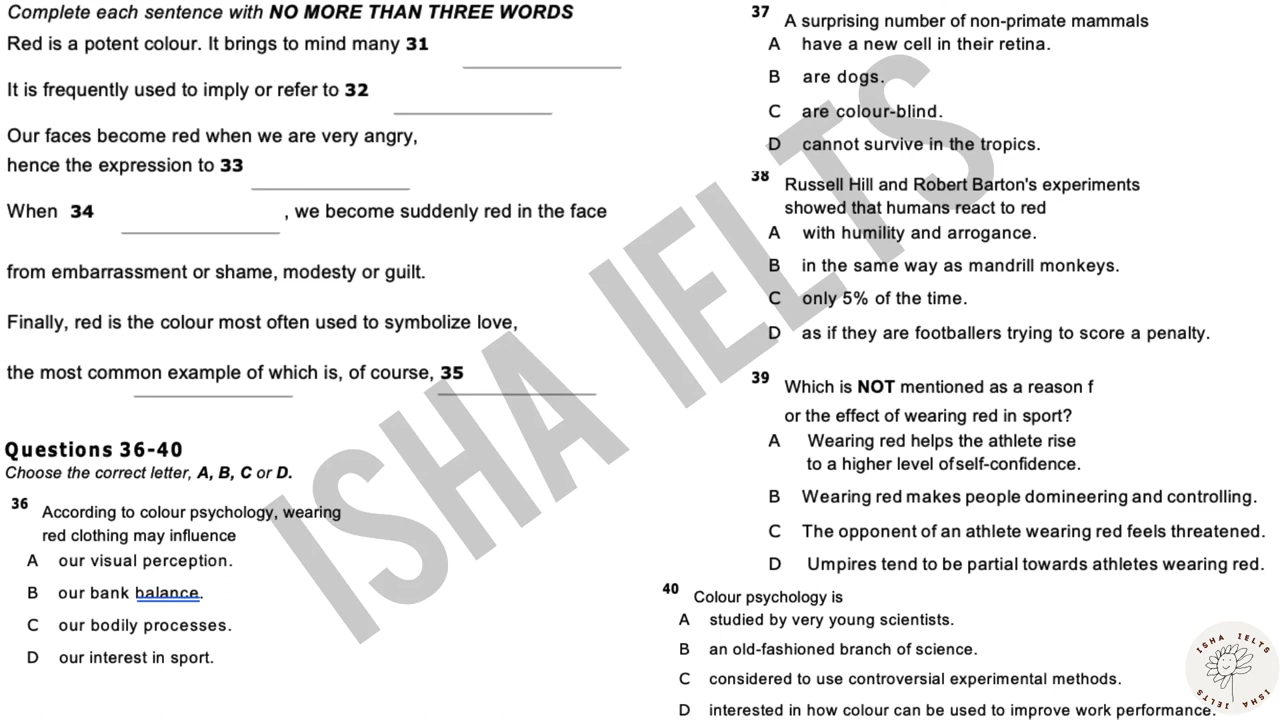 Complete each sentence with NO MORE THAN THREE WORDS
Red is a potent colour. It brings to mind many 31
It is frequently used to imply or refer to 32
Our faces become red when we are very angry,
hence the expression to 33
When 34 , we become suddenly red in the face
from embarrassment or shame, modesty or guilt.
Finally, red is the colour most often used to symbolize love,
the most common example of which is, of course, 35
Questions 36-40
Choose the correct letter, A, B, C or D.
36 According to colour psychology, wearing
red clothing may influence
A our visual perception.
B our bank balance.
C our bodily processes.
D our interest in sport.
37 A surprising number of non-primate mammals
A have a new cell in their retina.
B are dogs.
C are colour-blind.
D cannot survive in the tropics.
38 Russell Hill and Robert Barton's experiments
showed that humans react to red
A with humility and arrogance.
B in the same way as mandrill monkeys.
C only 5% of the time.
D as if they are footballers trying to score a penalty.
39 Which is NOT mentioned as a reason f
or the effect of wearing red in sport?
A Wearing red helps the athlete rise
to a higher level of self-confidence.
B Wearing red makes people domineering and controlling.
C The opponent of an athlete wearing red feels threatened.
D Umpires tend to be partial towards athletes wearing red.
40 Colour psychology is
A studied by very young scientists.
B an old-fashioned branch of science.
C considered to use controversial experimental methods.
D interested in how colour can be used to improve work performance.
ISHA IELTS
ISHA IELTS
ISHA IELTS